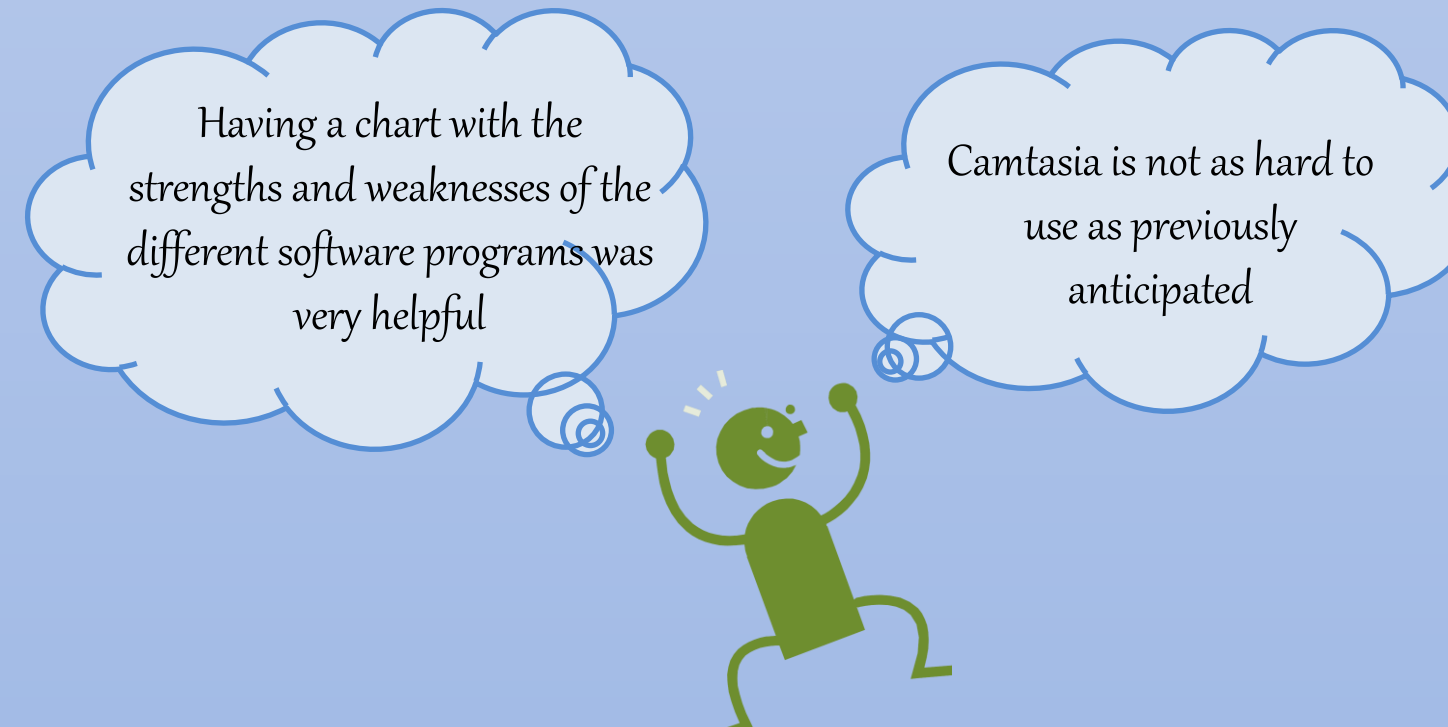 Having a chart with the
strengths and weaknesses of the
different software programs was
very helpful
Camtasia is not as hard to
use as previously
anticipated